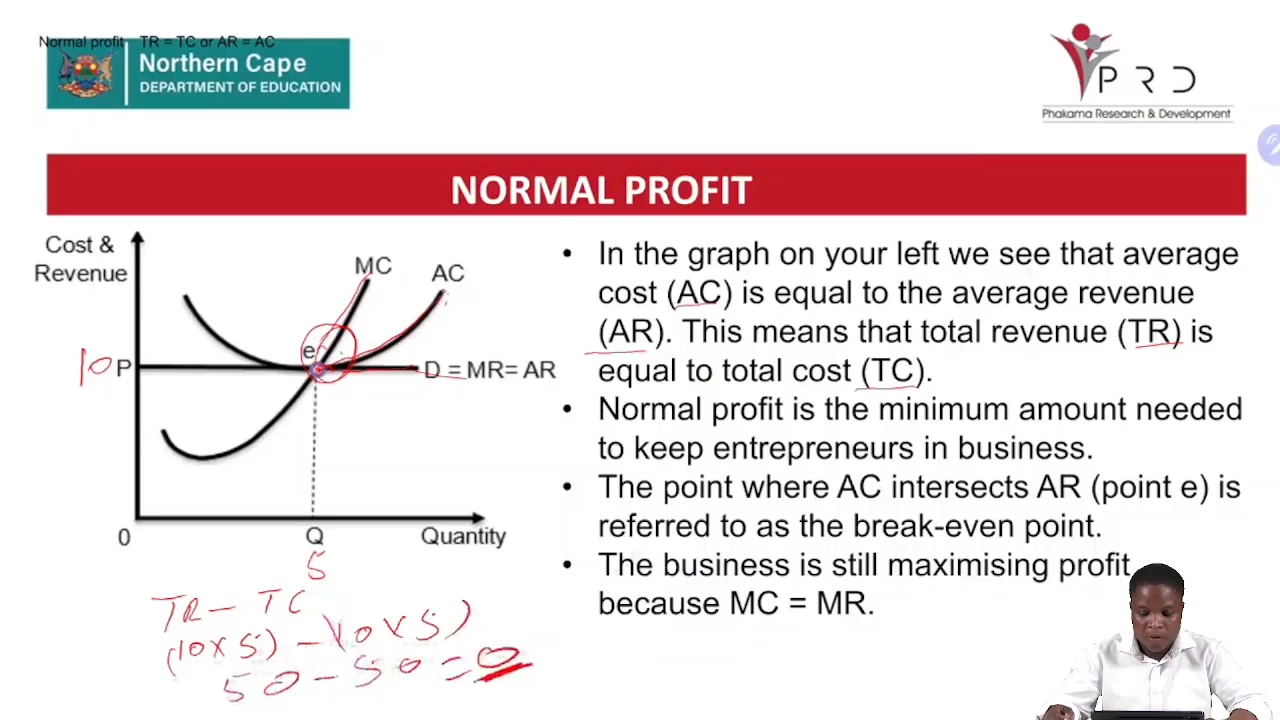 Normal profit TR = TC or AR = AC
Northern Cape
DEPARTMENT OF EDUCATION
PRD
Phakama Research & Development
NORMAL PROFIT
Cost &
Revenue
MC
AC
e
10 P
D = MR= AR
0
Q
Quantity
5
TR - TC
(10 x 5) - (10 x 5)
50 - 50 = 0
• In the graph on your left we see that average
cost (AC) is equal to the average revenue
(AR). This means that total revenue (TR) is
equal to total cost (TC).
• Normal profit is the minimum amount needed
to keep entrepreneurs in business.
• The point where AC intersects AR (point e) is
referred to as the break-even point.
• The business is still maximising profit
because MC = MR.